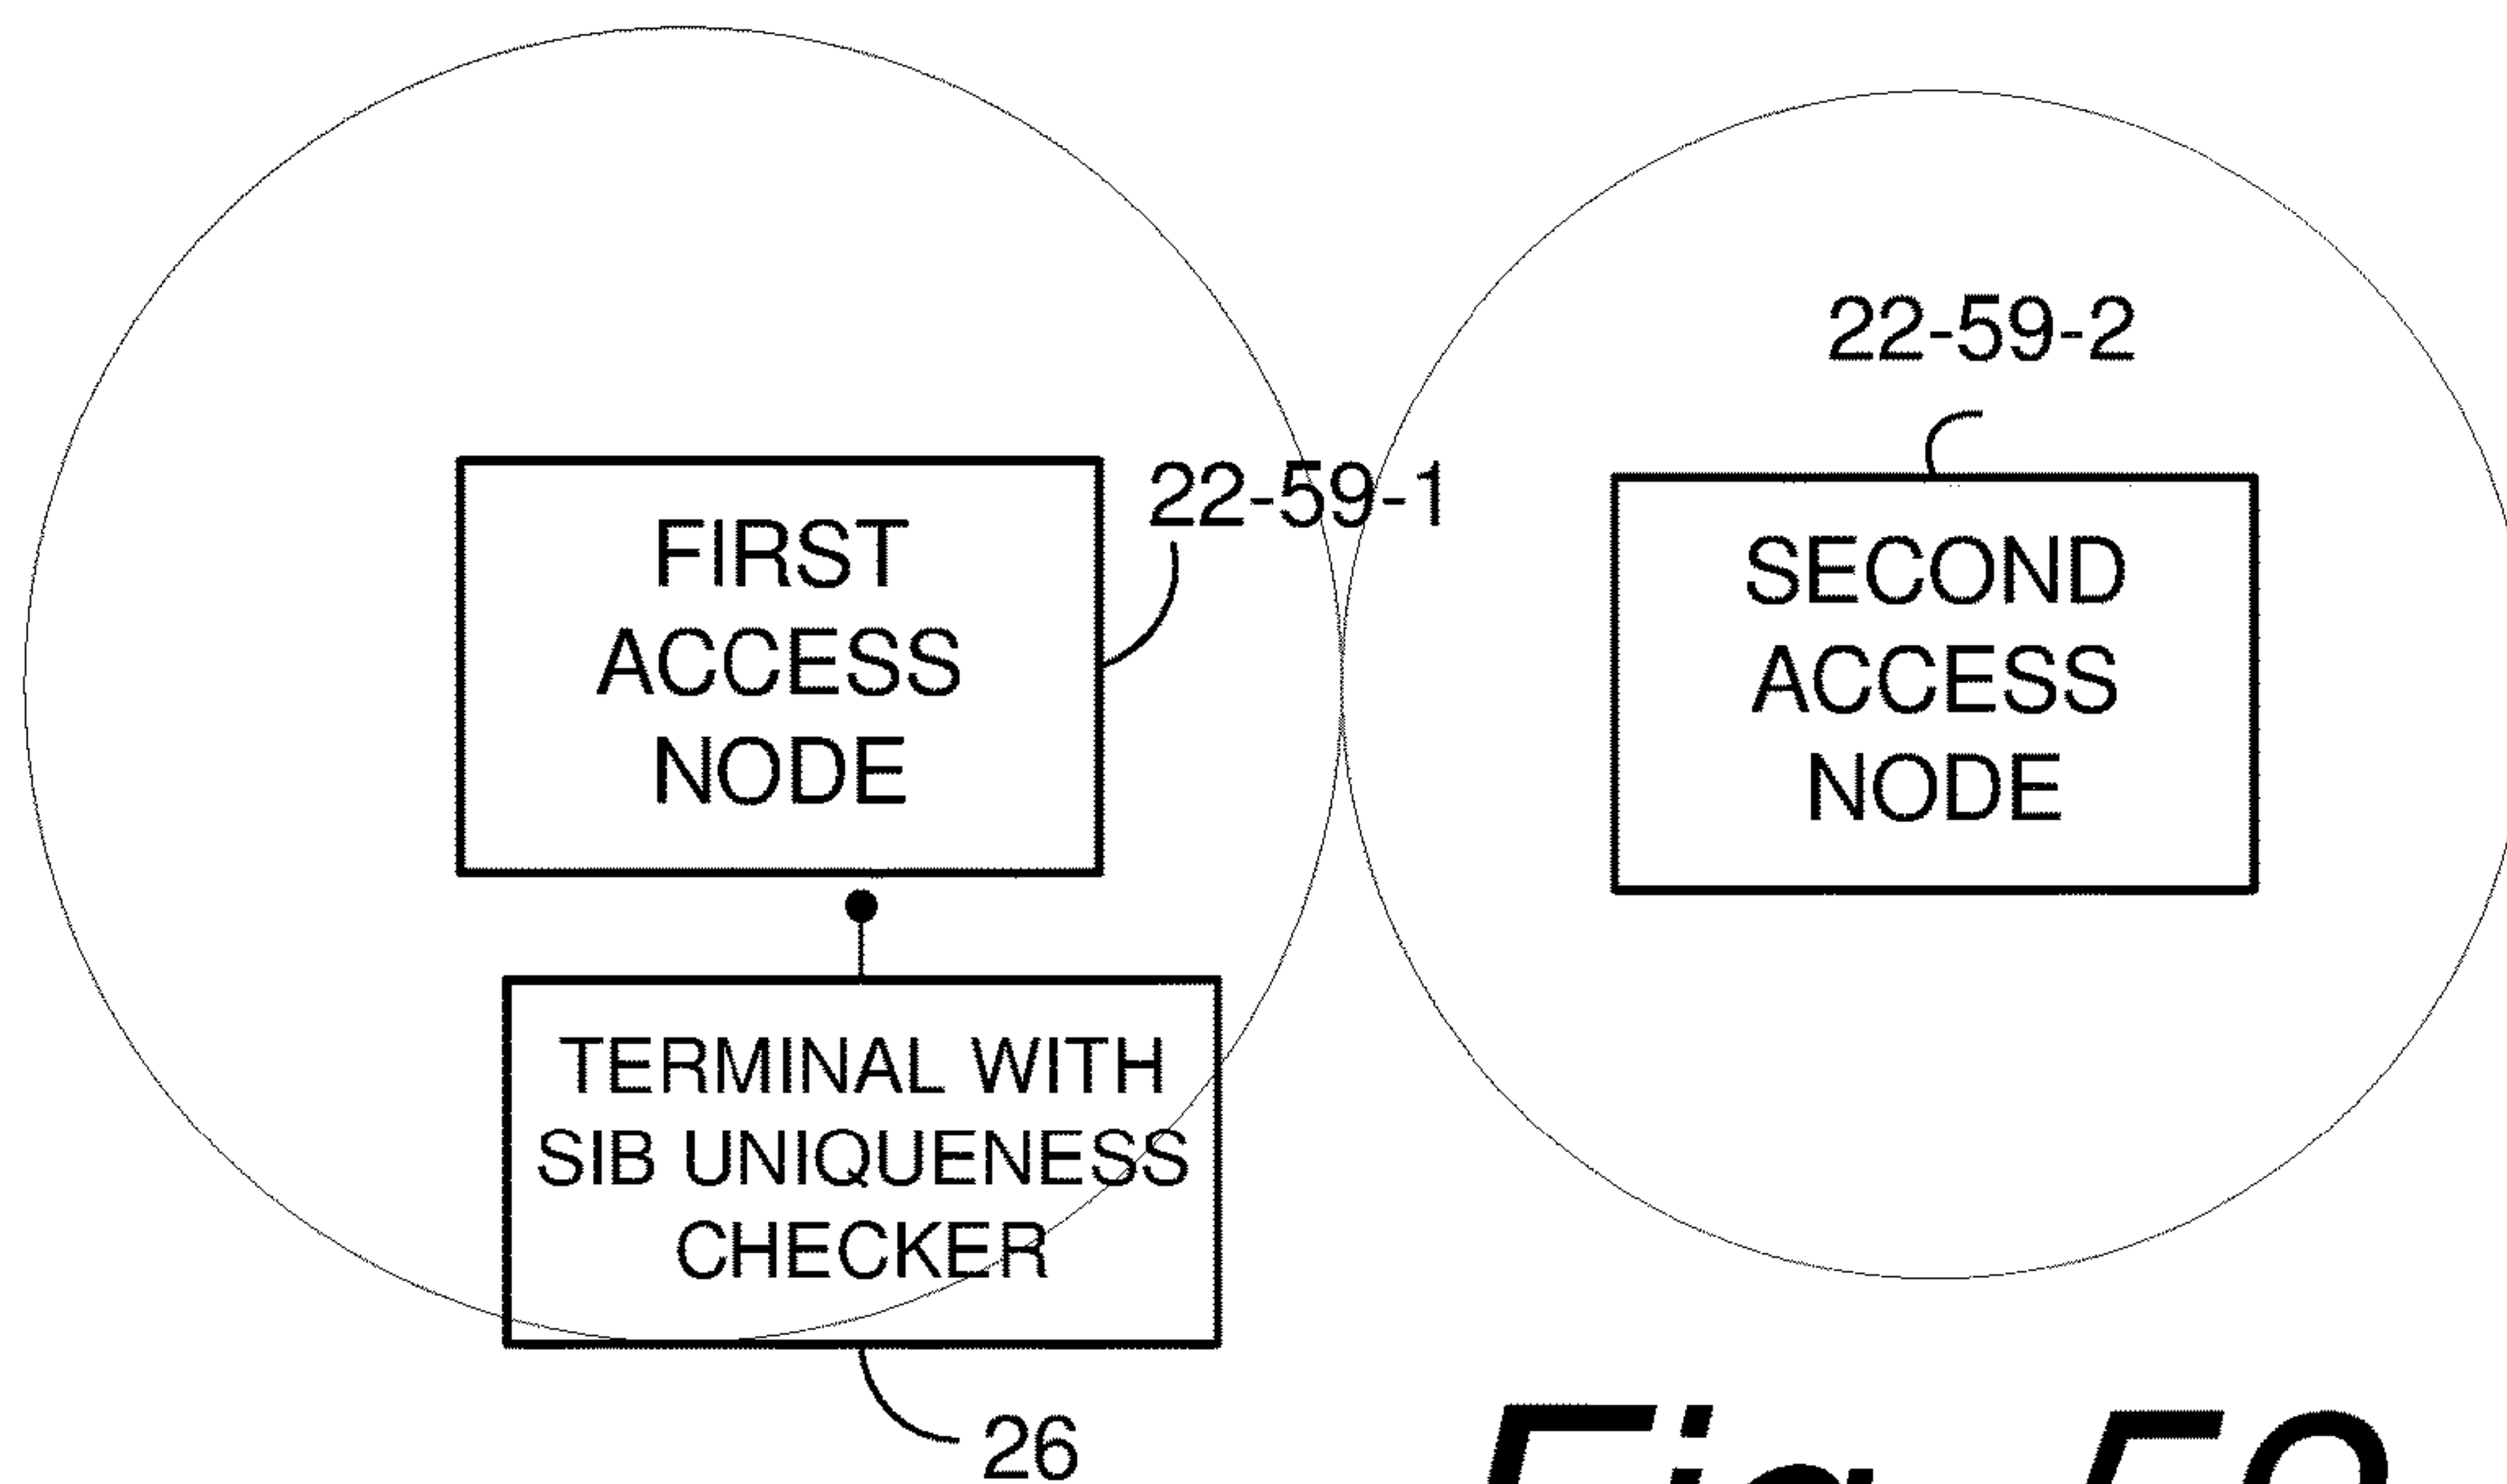 22-59-2
22-59-1
FIRST
ACCESS
NODE
SECOND
ACCESS
NODE
TERMINAL WITH
SIB UNIQUENESS
CHECKER
26